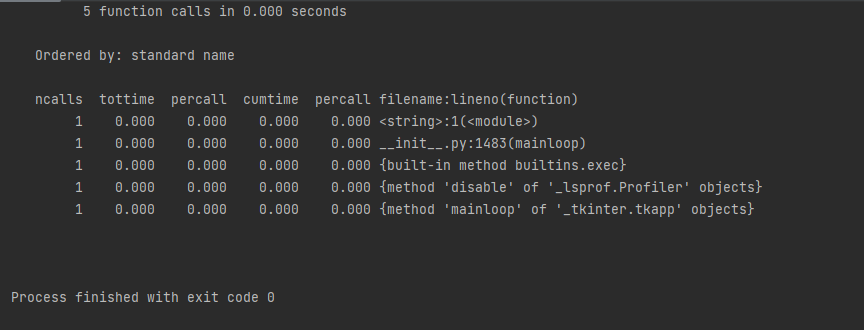 5 function calls in 0.000 seconds
Ordered by: standard name
ncalls tottime percall cumtime percall filename:lineno(function)
1 0.000 0.000 0.000 0.000 <string>:1(<module>)
1 0.000 0.000 0.000 0.000 __init__.py:1483(mainloop)
1 0.000 0.000 0.000 0.000 {built-in method builtins.exec}
1 0.000 0.000 0.000 0.000 {method 'disable' of '_lsprof.Profiler' objects}
1 0.000 0.000 0.000 0.000 {method 'mainloop' of '_tkinter.tkapp' objects}
Process finished with exit code 0